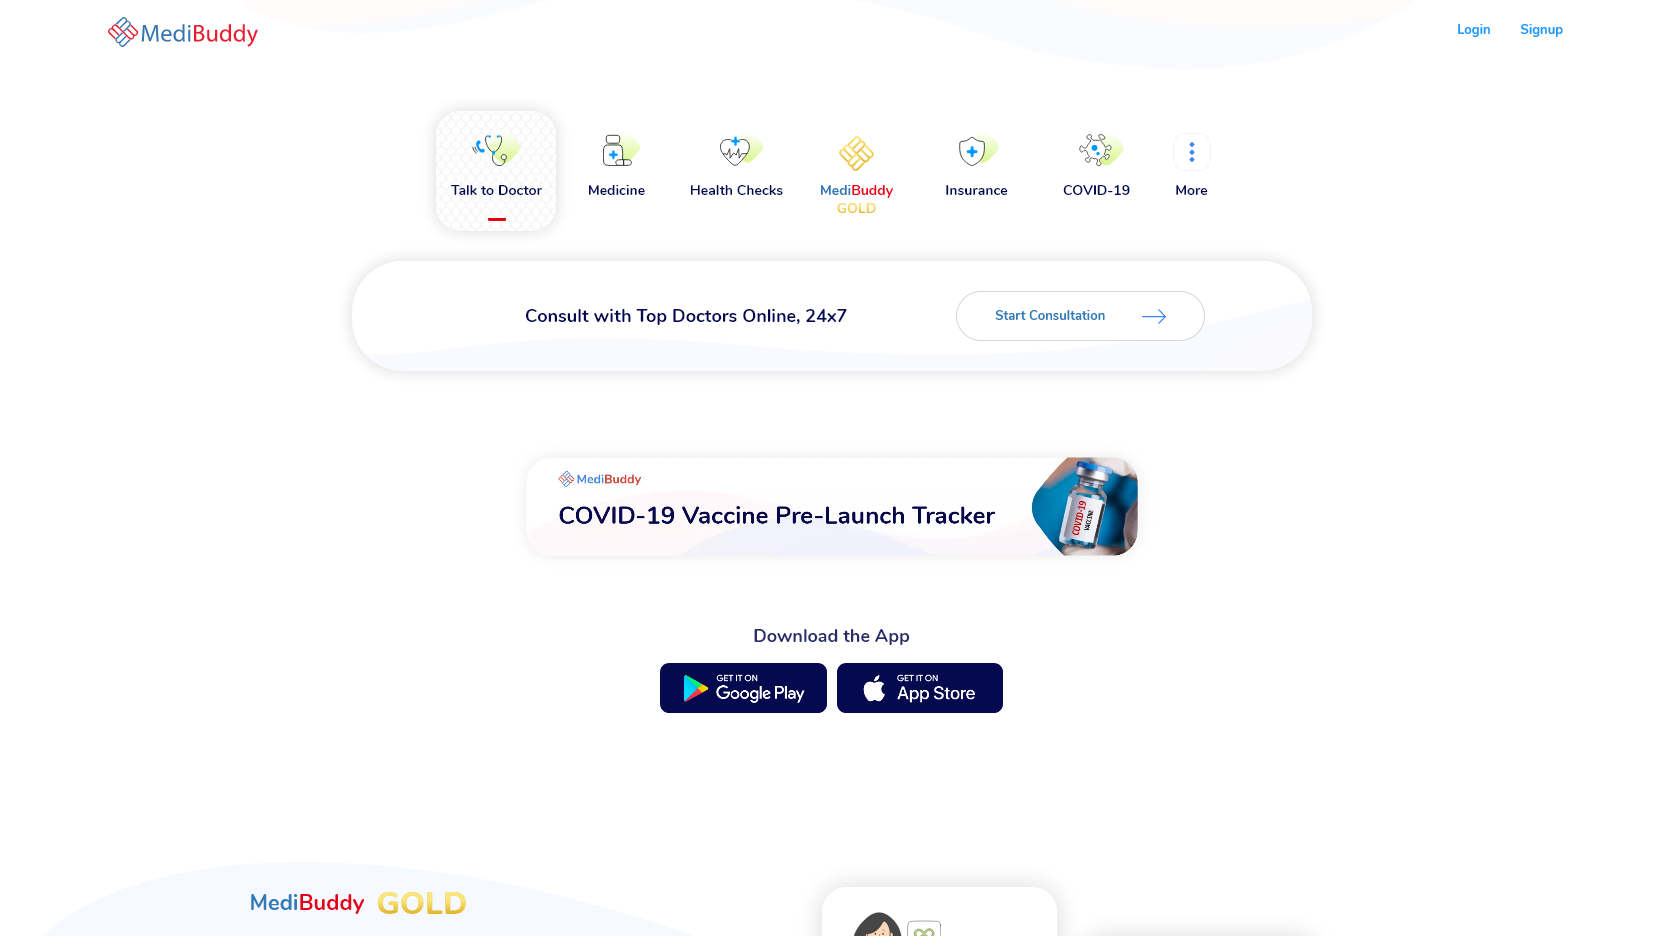 MediBuddy
Login
Signup
Talk to Doctor
Medicine
Health Checks
MediBuddy
GOLD
Insurance
COVID-19
More
Consult with Top Doctors Online, 24x7
Start Consultation
MediBuddy
COVID-19 Vaccine Pre-Launch Tracker
COVID-19
VACCINE
Download the App
GET IT ON
Google Play
GET IT ON
App Store
MediBuddy GOLD